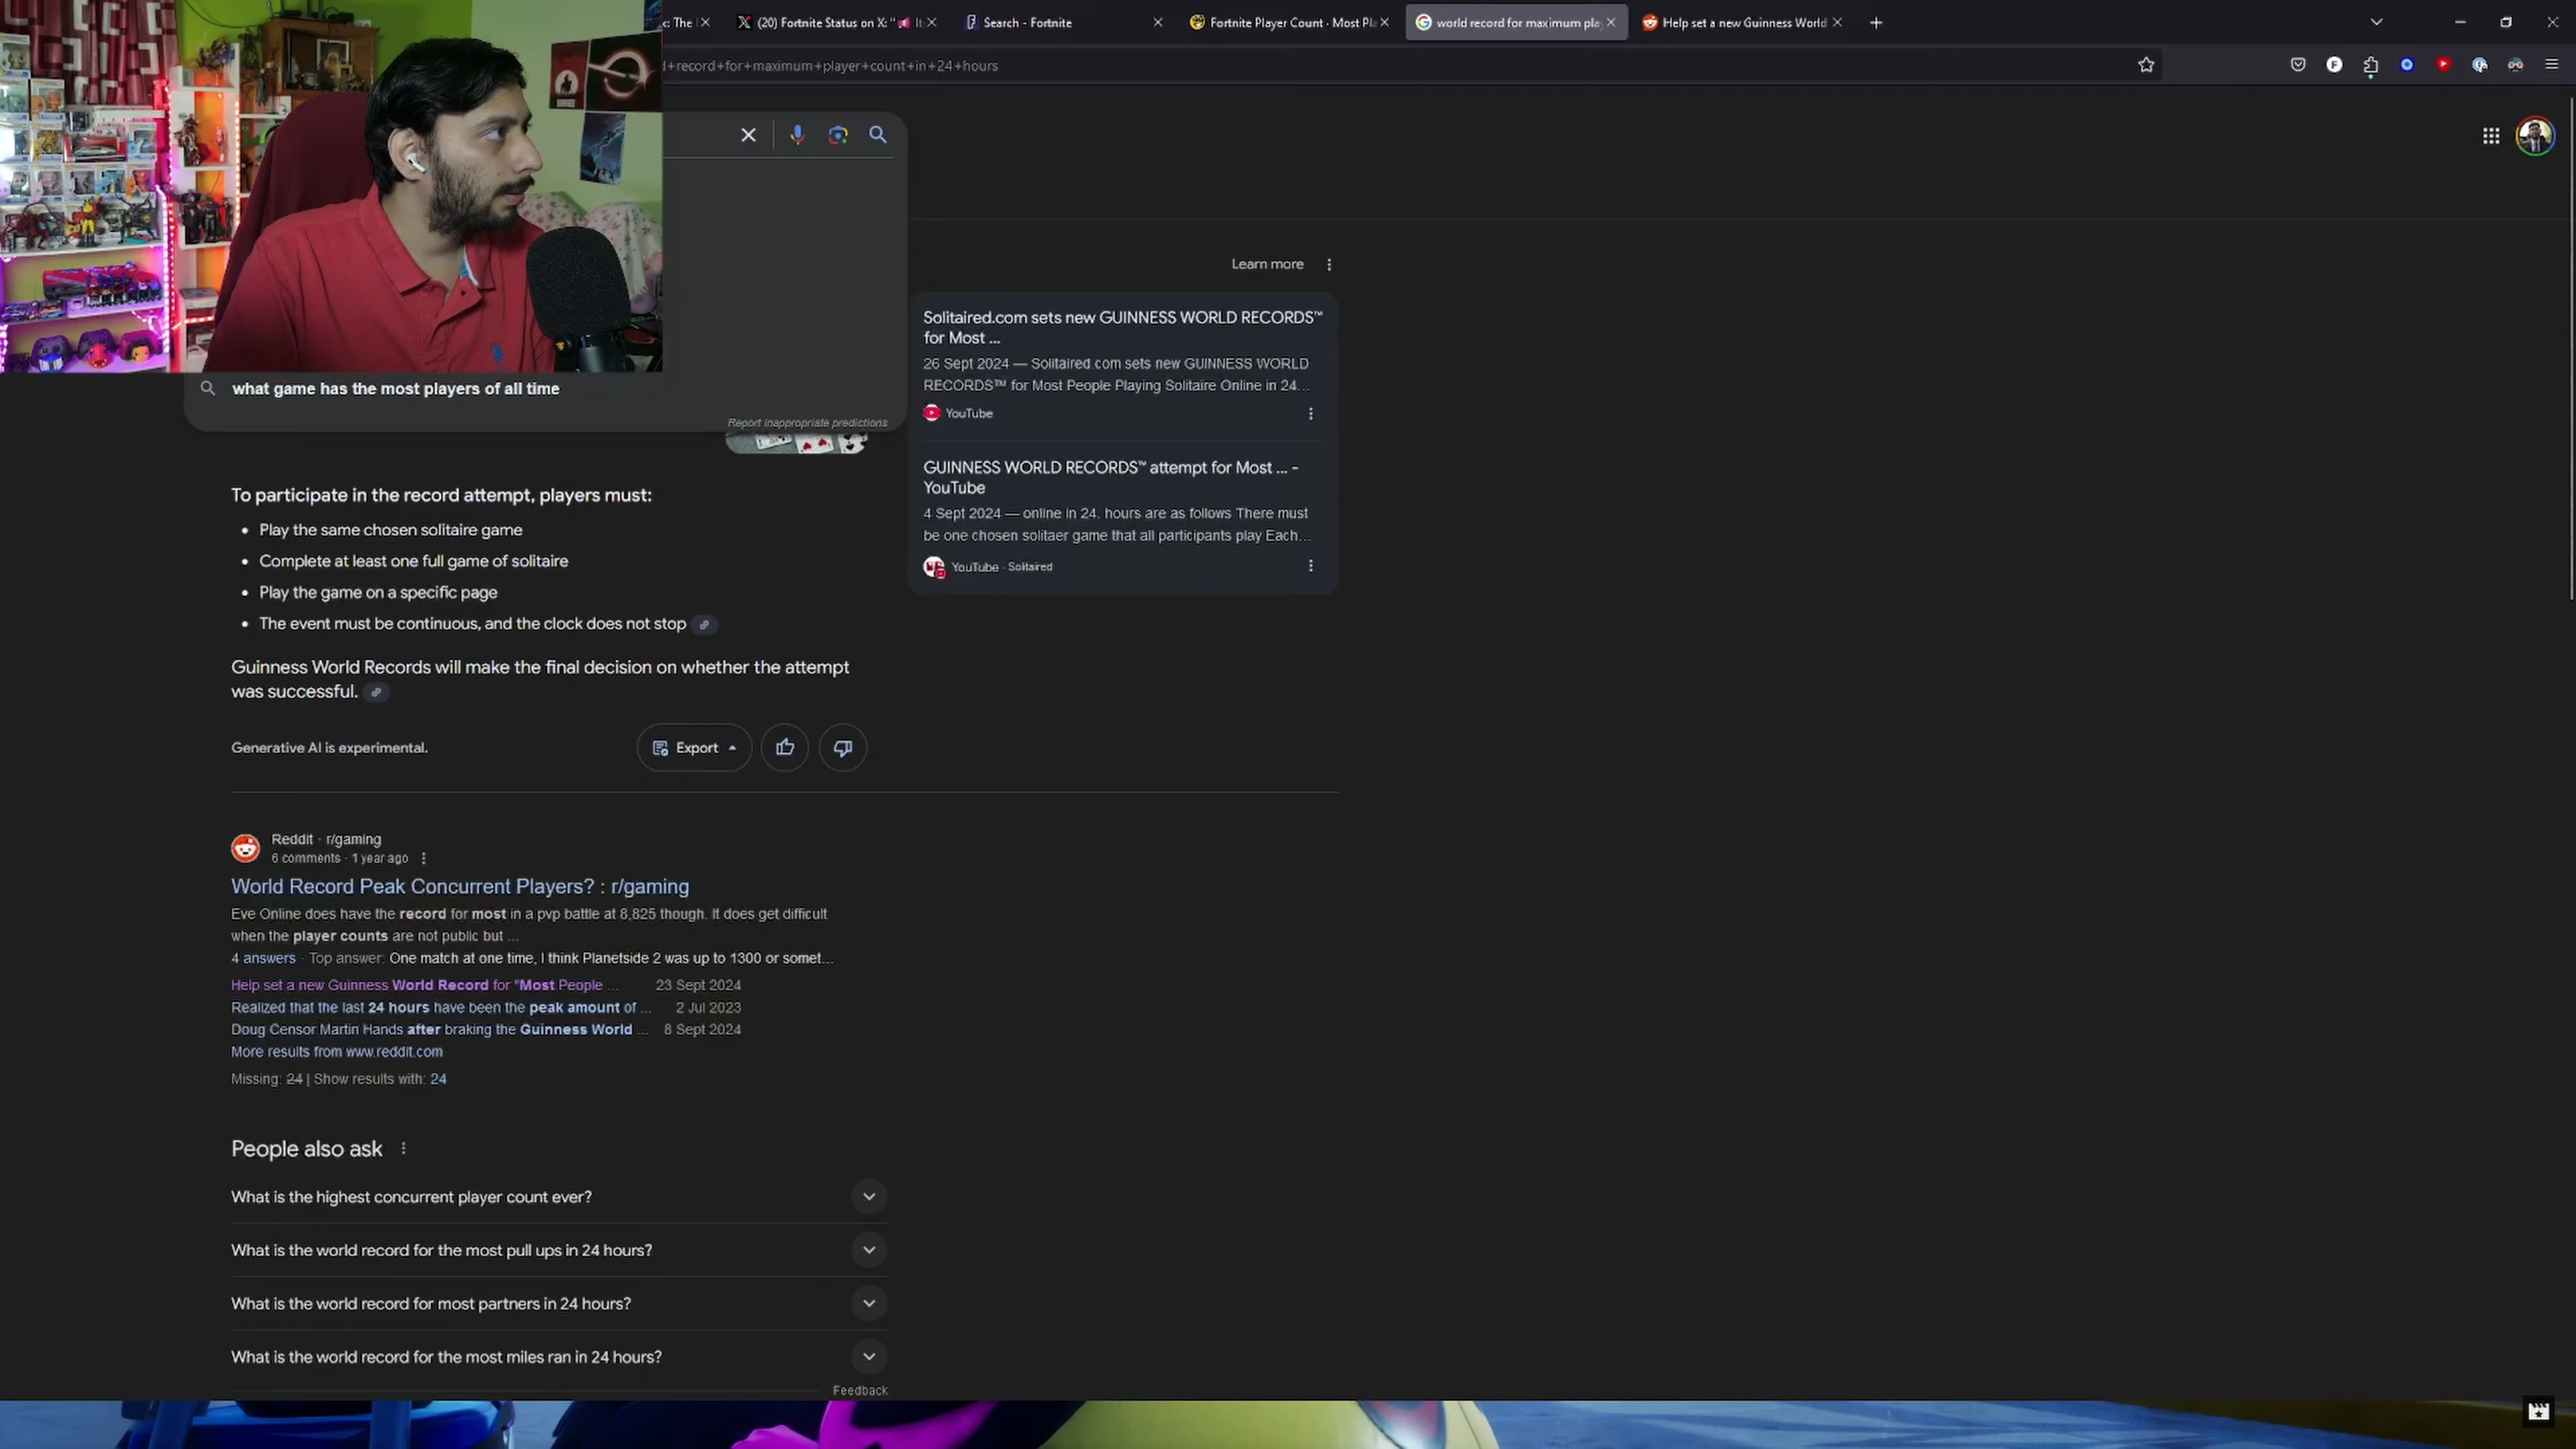 k: The
(20) Fortnite Status on X: "
Search - Fortnite
Fortnite Player Count - Most Pl
world record for maximum pla
Help set a new Guinness World
d+record+for+maximum+player+count+in+24+hours
F
what game has the most players of all time
Report inappropriate predictions
Learn more
Solitaired.com sets new GUINNESS WORLD RECORDS™
for Most ...
26 Sept 2024 — Solitaired.com sets new GUINNESS WORLD
RECORDS™ for Most People Playing Solitaire Online in 24...
YouTube
GUINNESS WORLD RECORDS™ attempt for Most ... -
YouTube
4 Sept 2024 — online in 24. hours are as follows There must
be one chosen solitaer game that all participants play Each...
YouTube · Solitaired
To participate in the record attempt, players must:
• Play the same chosen solitaire game
• Complete at least one full game of solitaire
• Play the game on a specific page
• The event must be continuous, and the clock does not stop
Guinness World Records will make the final decision on whether the attempt
was successful.
Generative AI is experimental.
Export
Reddit · r/gaming
6 comments · 1 year ago
World Record Peak Concurrent Players? : r/gaming
Eve Online does have the record for most in a pvp battle at 8,825 though. It does get difficult
when the player counts are not public but ...
4 answers · Top answer: One match at one time, I think Planetside 2 was up to 1300 or somet...
Help set a new Guinness World Record for "Most People ... 23 Sept 2024
Realized that the last 24 hours have been the peak amount of ... 2 Jul 2023
Doug Censor Martin Hands after braking the Guinness World ... 8 Sept 2024
More results from www.reddit.com
Missing: 24 | Show results with: 24
People also ask
What is the highest concurrent player count ever?
What is the world record for the most pull ups in 24 hours?
What is the world record for most partners in 24 hours?
What is the world record for the most miles ran in 24 hours?
Feedback